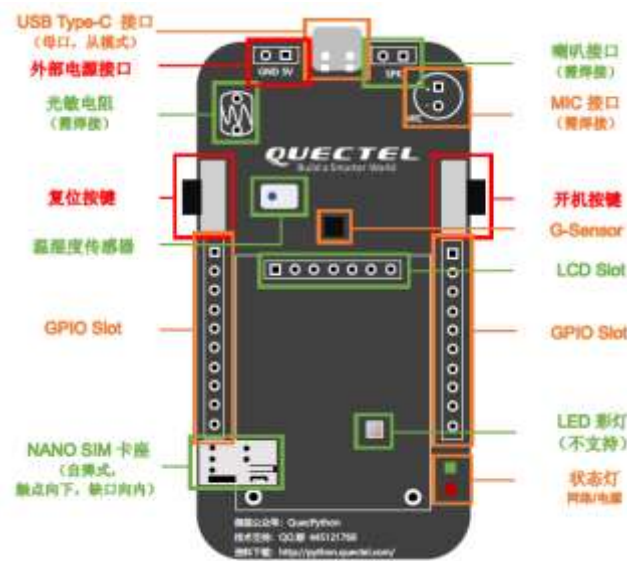 USB Type-C 接口
(母口，从模式)
外部电源接口
光敏电阻
(需焊接)
复位按键
温湿度传感器
GPIO Slot
NANO SIM 卡座
(自弹式，
触点向下，缺口向内)
喇叭接口
(需焊接)
MIC 接口
(需焊接)
开机按键
G-Sensor
LCD Slot
GPIO Slot
LED 彩灯
(不支持)
状态灯
网络/电源
GND 5V
SPK
MIC
QUECTEL
Build a Smarter World
微信公众号：QuecPython
技术支持：QQ群 445121768
资料下载：http://python.quectel.com/